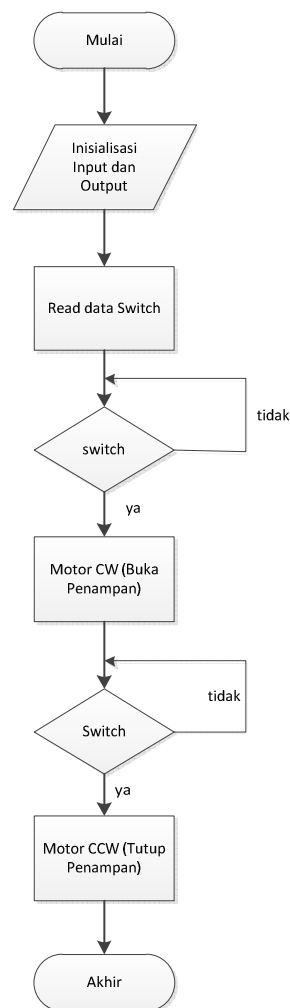 Mulai
Inisialisasi
Input dan
Output
Read data Switch
tidak
switch
ya
Motor CW (Buka
Penampan)
tidak
Switch
ya
Motor CCW (Tutup
Penampan)
Akhir